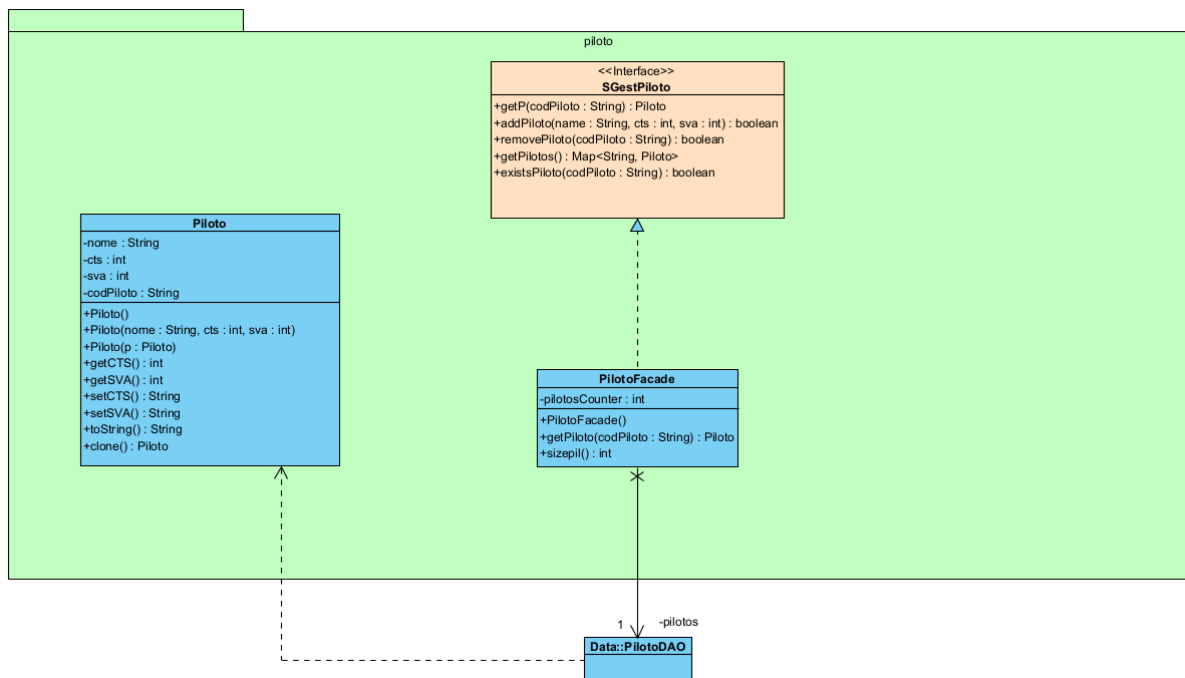 piloto
<<Interface>>
SGestPiloto
+getP(codPiloto : String) : Piloto
+addPiloto(name : String, cts : int, sva : int) : boolean
+removePiloto(codPiloto : String) : boolean
+getPilotos() : Map<String, Piloto>
+existsPiloto(codPiloto : String) : boolean
Piloto
-nome : String
-cts : int
-sva : int
-codPiloto : String
+Piloto()
+Piloto(nome : String, cts : int, sva : int)
+Piloto(p : Piloto)
+getCTS() : int
+getSVA() : int
+setCTS() : String
+setSVA() : String
+toString() : String
+clone() : Piloto
PilotoFacade
-pilotosCounter : int
+PilotoFacade()
+getPiloto(codPiloto : String) : Piloto
+sizepil() : int
1 -pilotos
Data::PilotoDAO